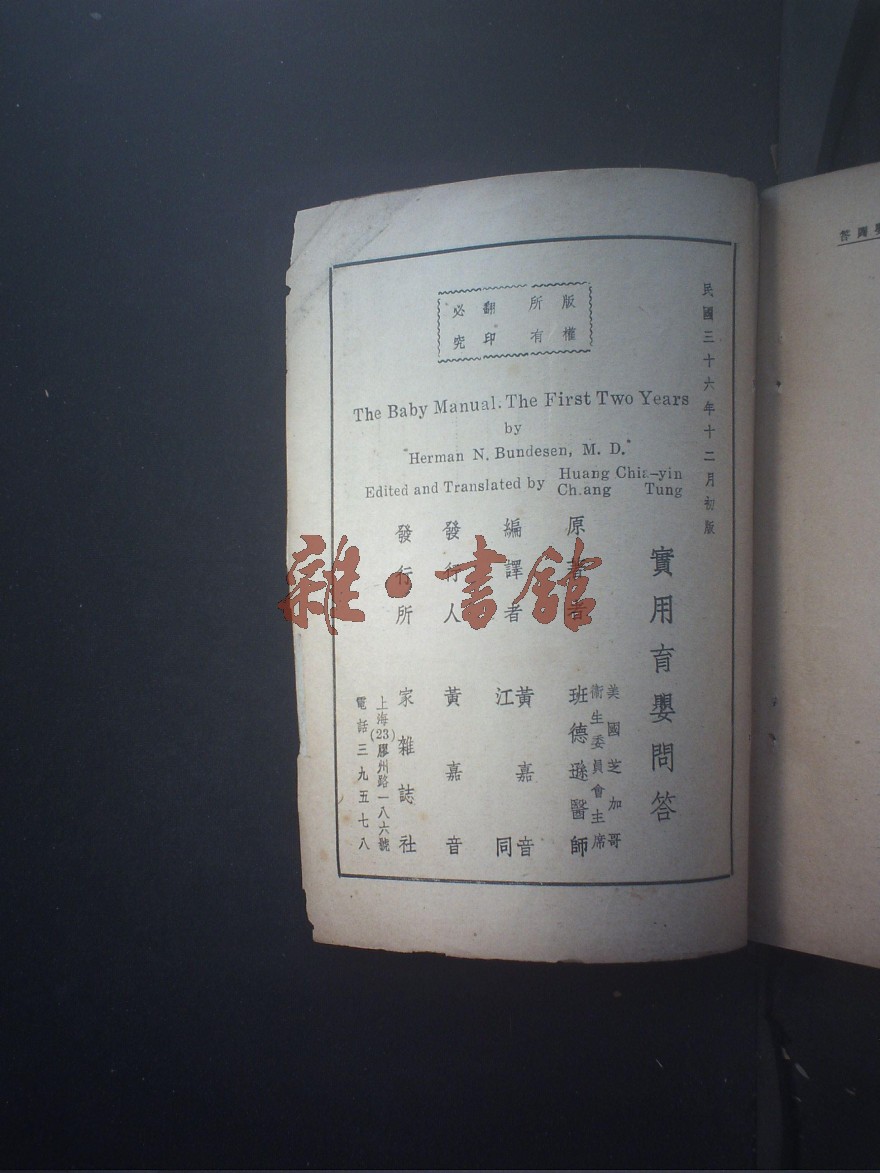 民國三十六年十二月初版
版權所有
翻印必究
The Baby Manual. The First Two Years
by
"Herman N. Bundesen, M. D."
Edited and Translated by Huang Chia-yin
Chang Tung
實用育嬰問答
原著者 美國芝加哥衞生委員會主席 班德遜醫師
編譯者 黃嘉音 江同
發行人 黃嘉音
發行所 家雜誌社
上海(23)膠州路一八六號
電話三九五七八
雜·書館